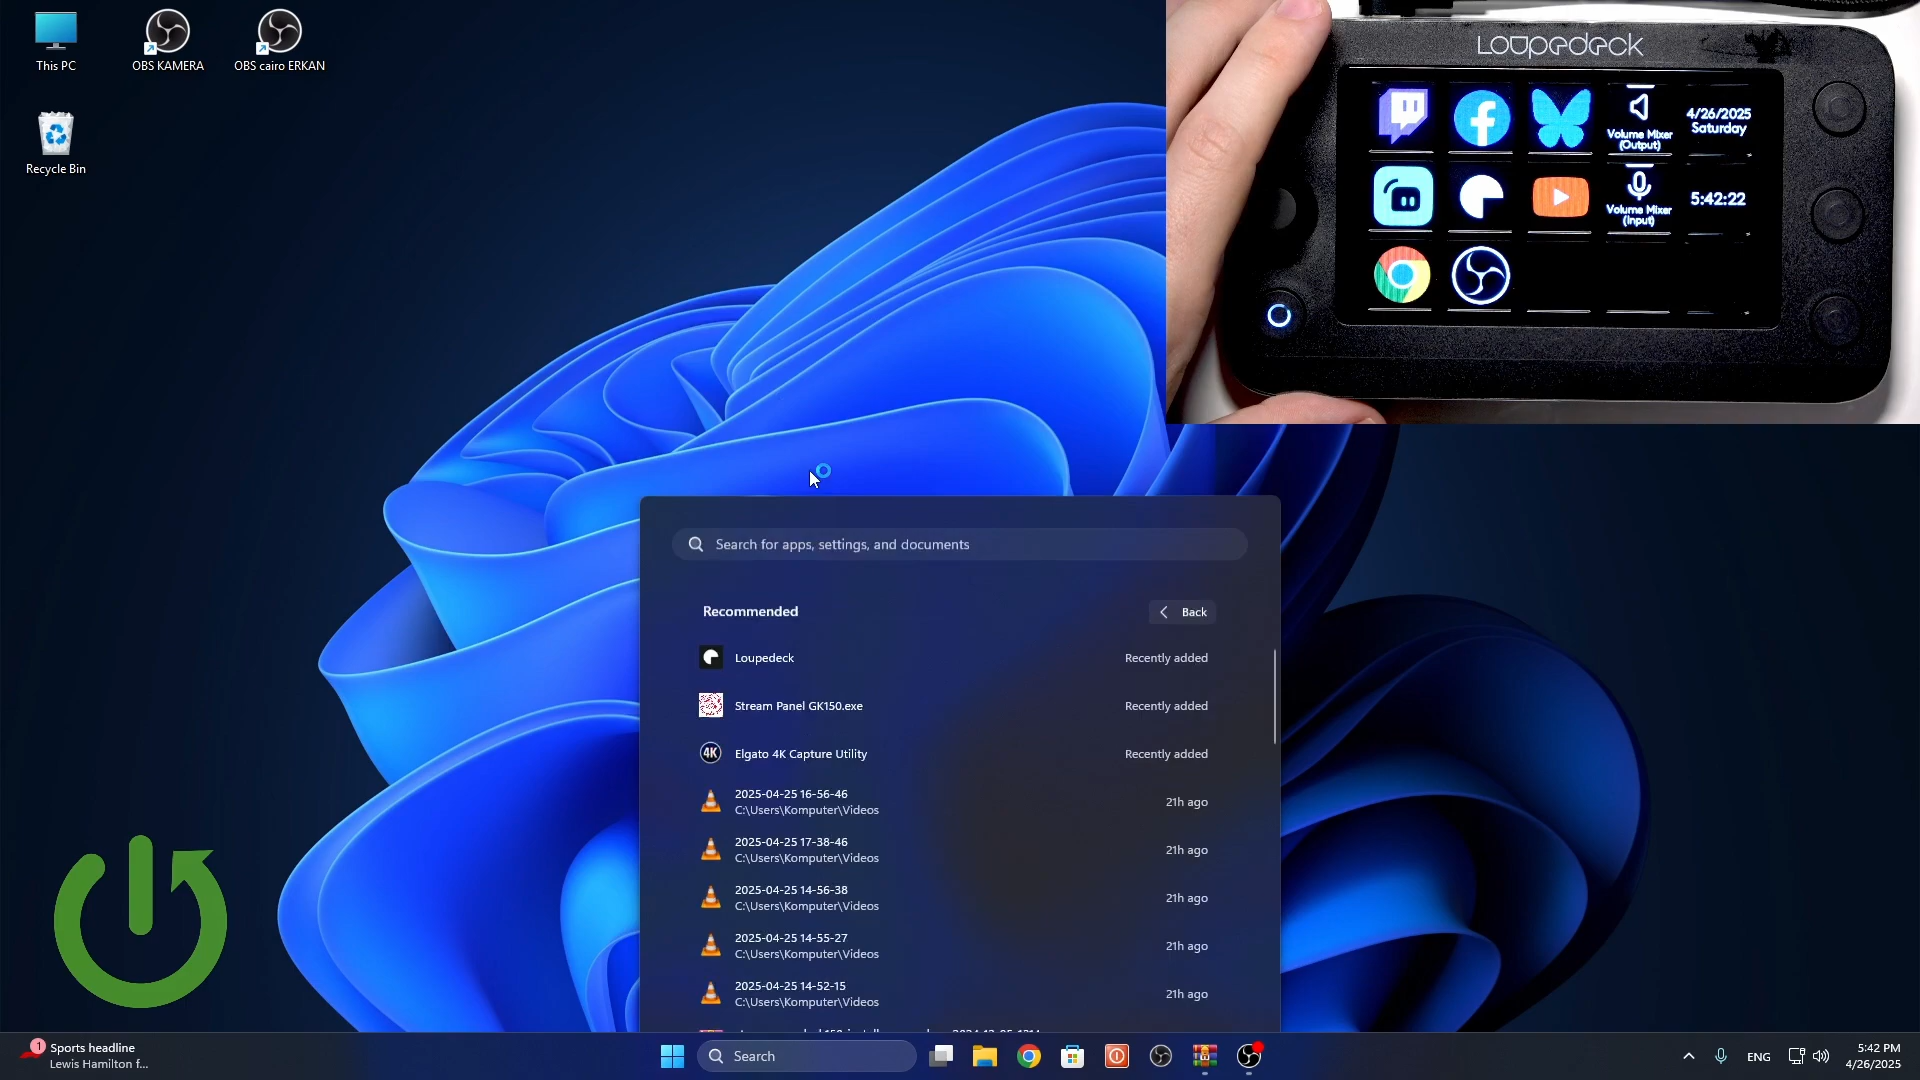 This PC
OBS KAMERA
OBS cairo ERKAN
Recycle Bin
Loupedeck
Volume Mixer
(Output)
4/26/2025
Saturday
Volume Mixer
(Input)
5:42:22
Search for apps, settings, and documents
Recommended
Back
Loupedeck
Recently added
Stream Panel GK150.exe
Recently added
4K
Elgato 4K Capture Utility
Recently added
2025-04-25 16-56-46
C:\Users\Komputer\Videos
21h ago
2025-04-25 17-38-46
C:\Users\Komputer\Videos
21h ago
2025-04-25 14-56-38
C:\Users\Komputer\Videos
21h ago
2025-04-25 14-55-27
C:\Users\Komputer\Videos
21h ago
2025-04-25 14-52-15
C:\Users\Komputer\Videos
21h ago
1
Sports headline
Lewis Hamilton f...
Search
ENG
5:42 PM
4/26/2025